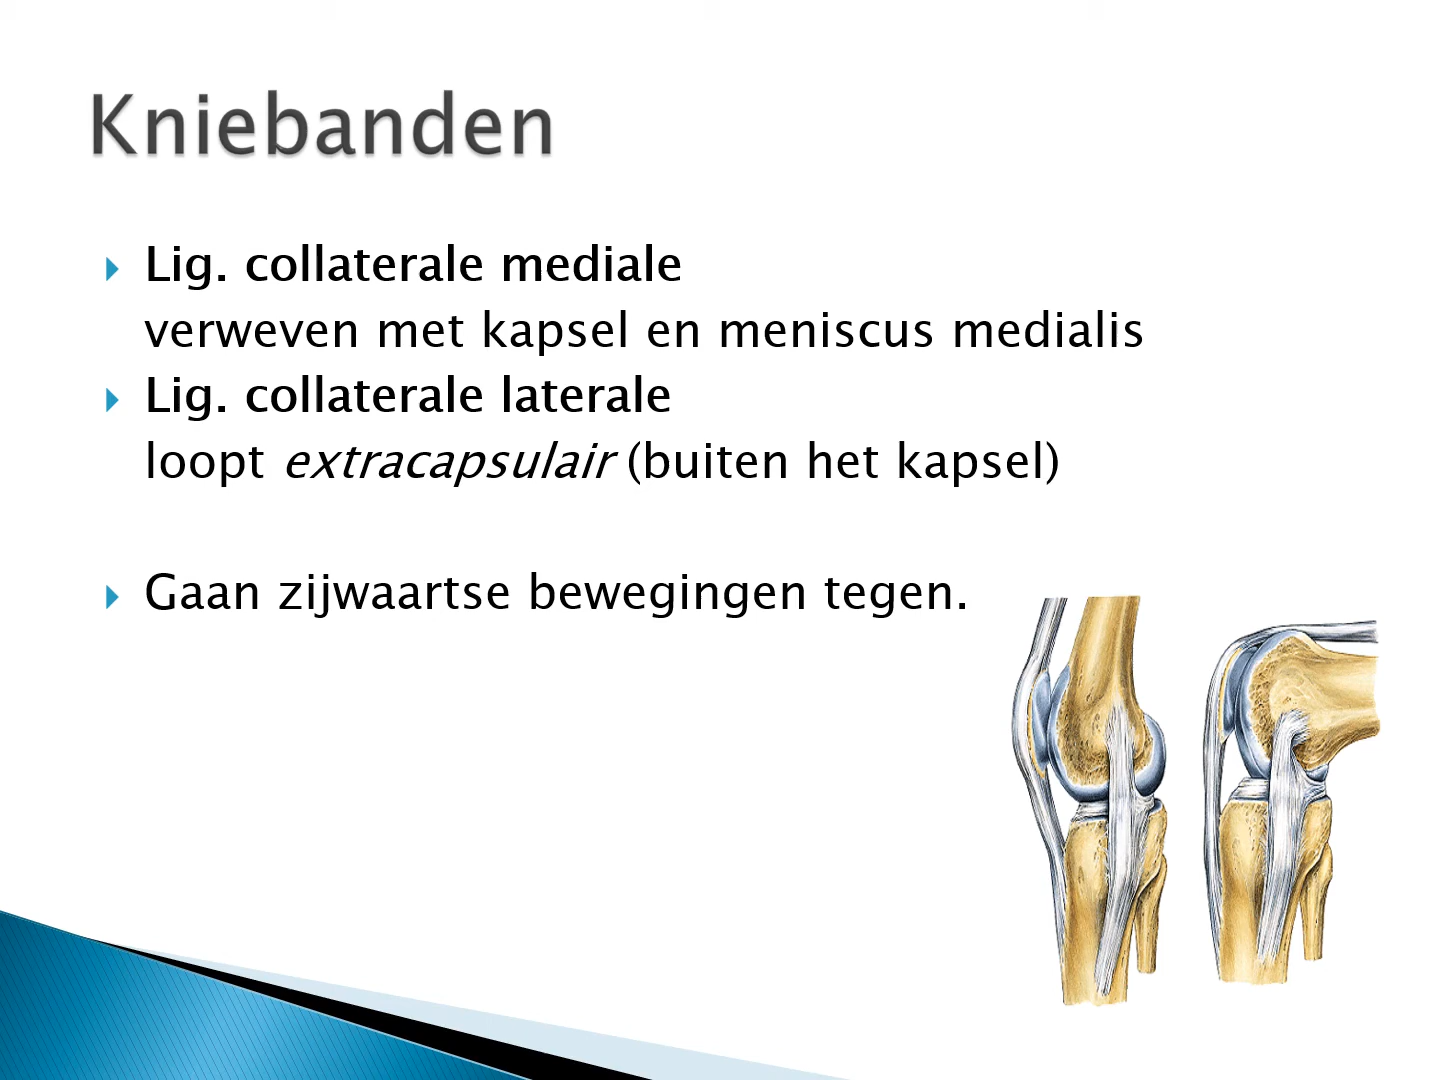 Kniebanden
Lig. collaterale mediale
verweven met kapsel en meniscus medialis
Lig. collaterale laterale
loopt extracapsulair (buiten het kapsel)
Gaan zijwaartse bewegingen tegen.